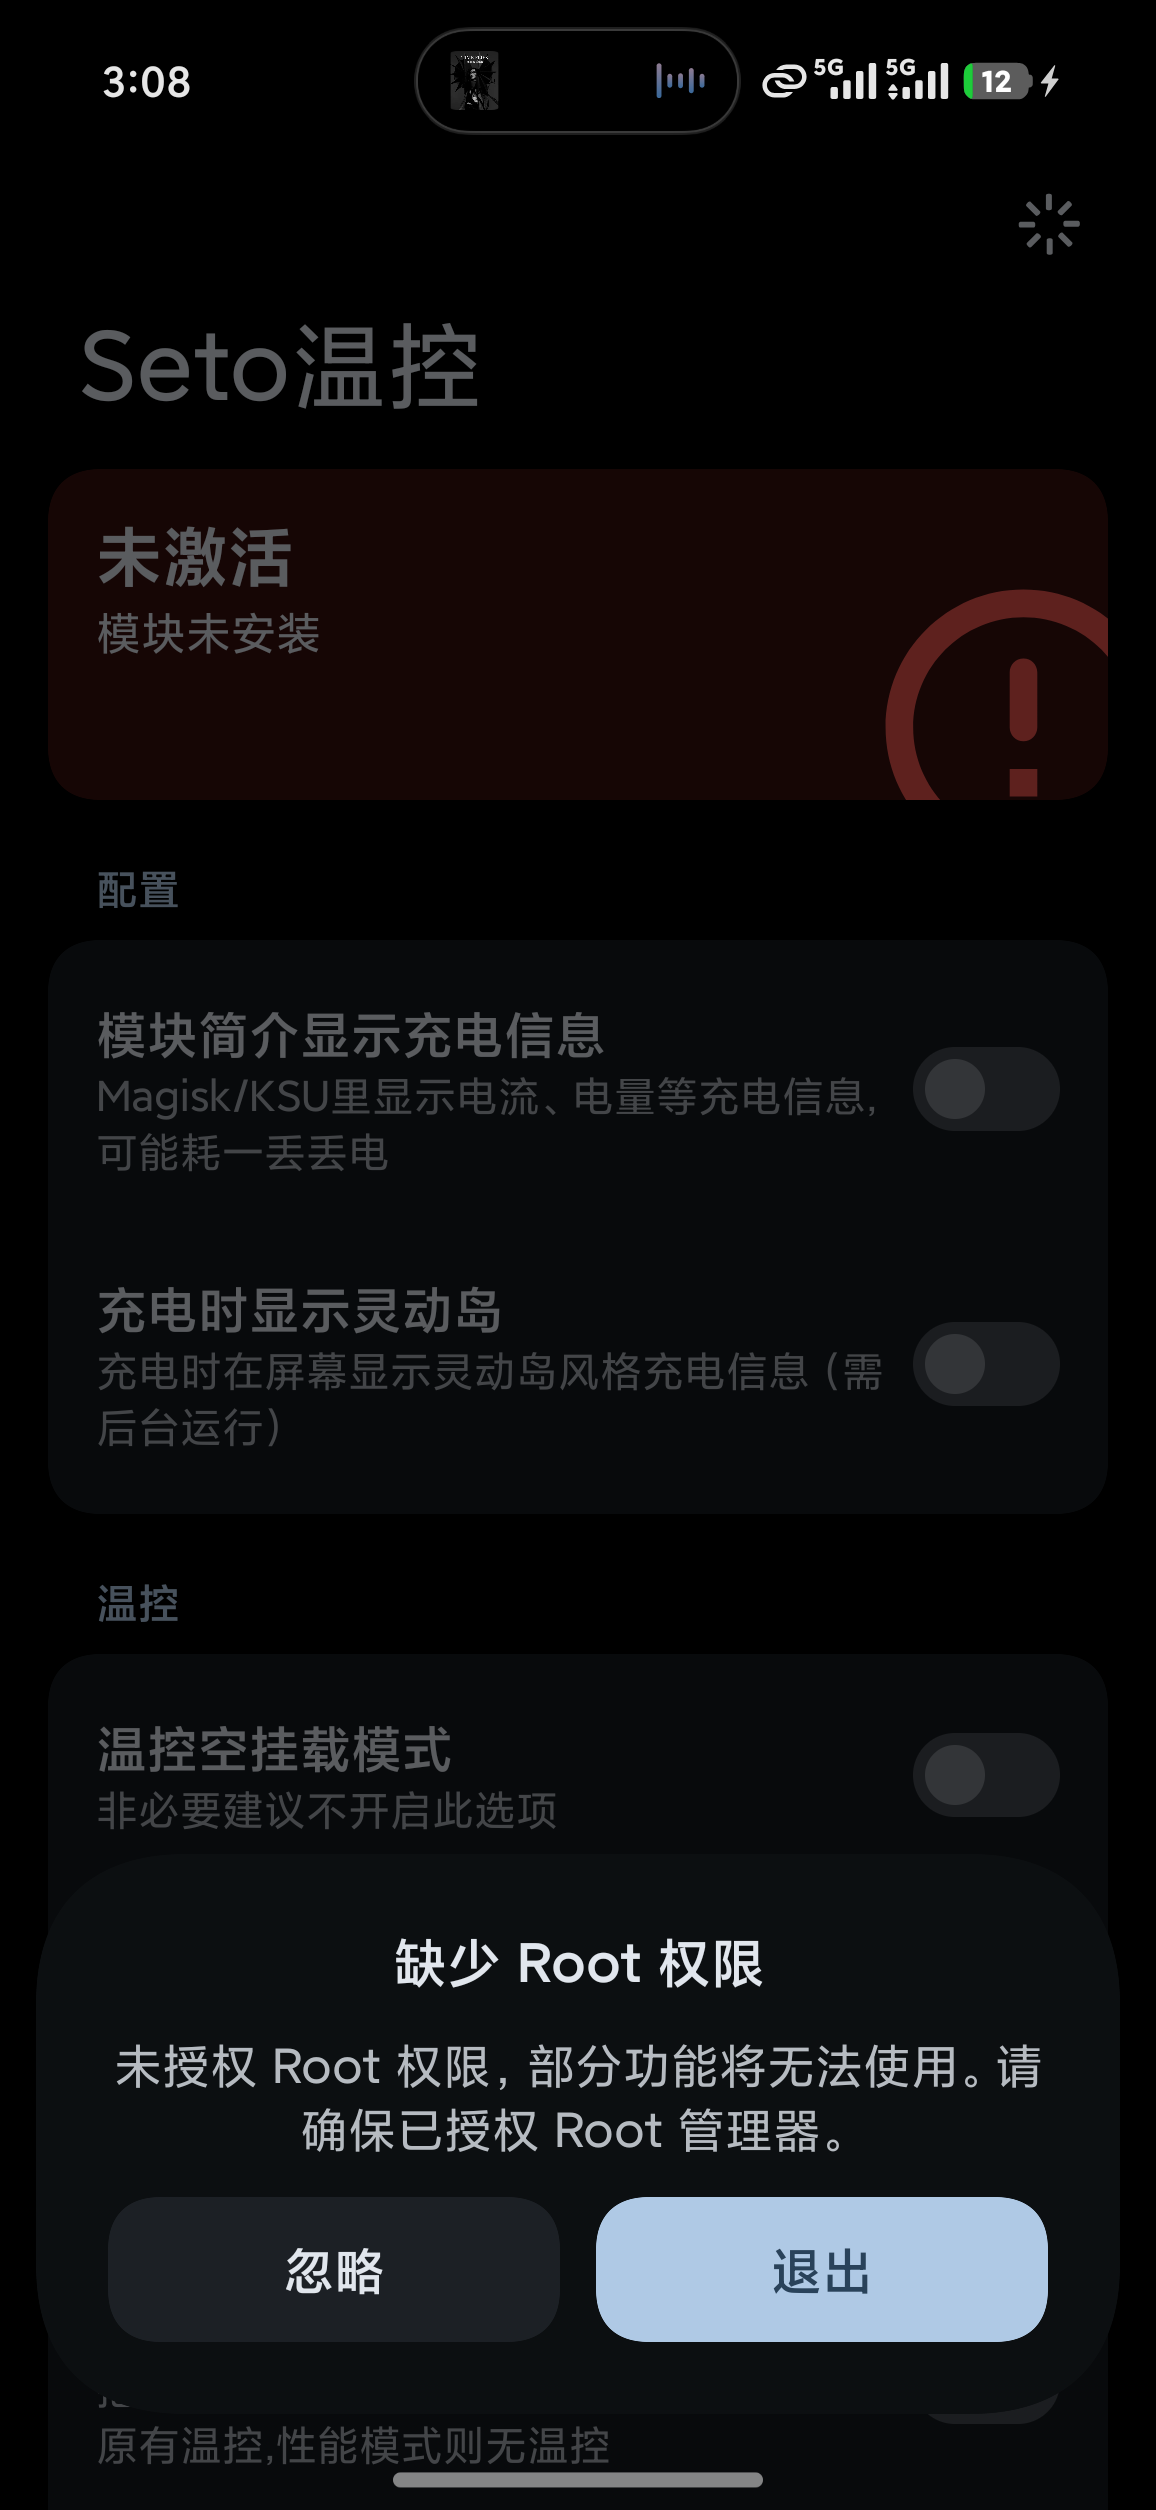 3:08
5G
5G
12
Seto温控
未激活
模块未安装
配置
模块简介显示充电信息
Magisk/KSU里显示电流、电量等充电信息,
可能耗一丢丢电
充电时显示灵动岛
充电时在屏幕显示灵动岛风格充电信息（需
后台运行）
温控
温控空挂载模式
非必要建议不开启此选项
缺少 Root 权限
未授权 Root 权限，部分功能将无法使用。请
确保已授权 Root 管理器。
忽略
退出
原有温控,性能模式则无温控